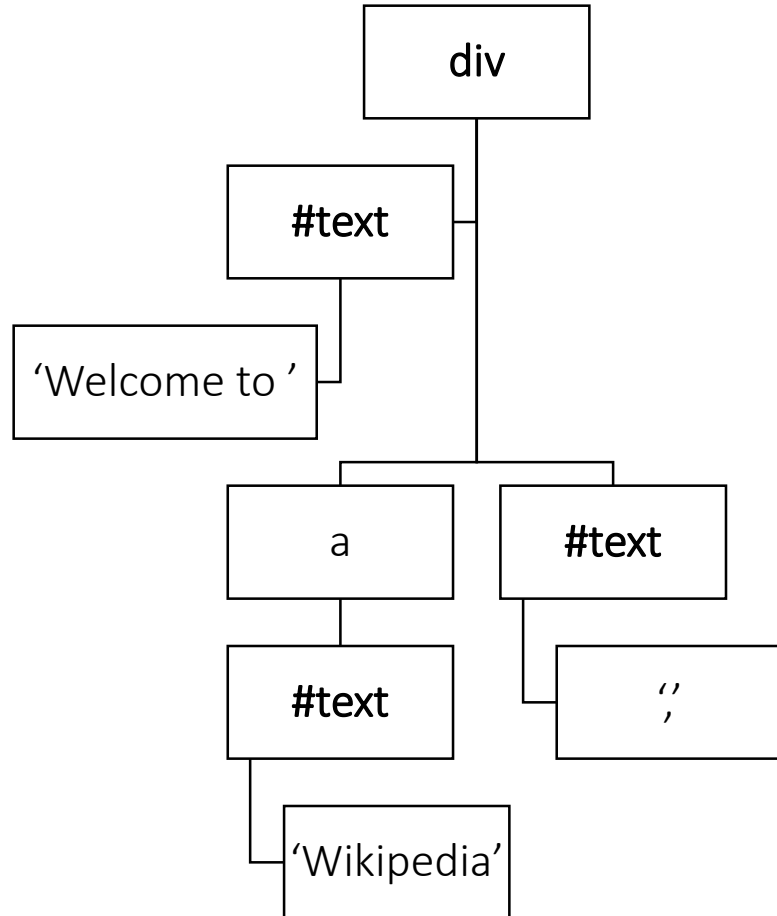 div
#text
‘Welcome to ’
a
#text
#text
‘,’
‘Wikipedia’